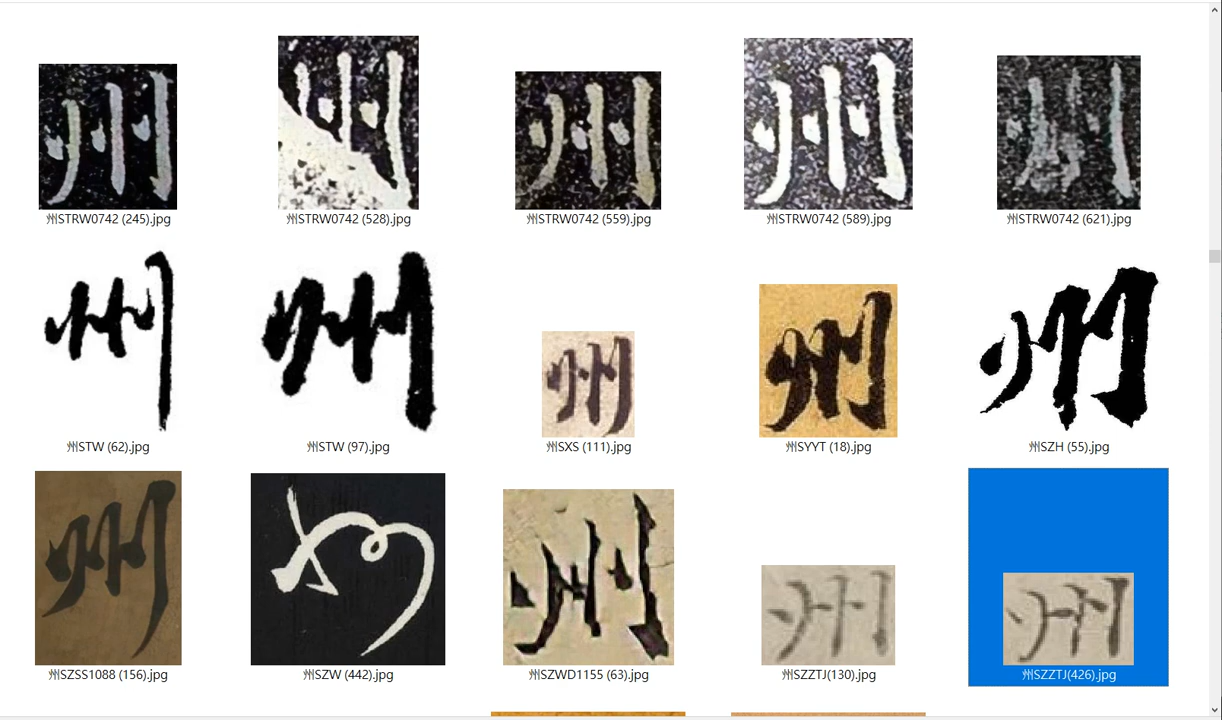 州 州 州 州 州
州STRW0742 (245).jpg 州STRW0742 (528).jpg 州STRW0742 (559).jpg 州STRW0742 (589).jpg 州STRW0742 (621).jpg
州 州 州 州 州
州STW (62).jpg 州STW (97).jpg 州SXS (111).jpg 州SYYT (18).jpg 州SZH (55).jpg
州 州 州 州
州SZSS1088 (156).jpg 州SZW (442).jpg 州SZWD1155 (63).jpg 州SZZTJ(130).jpg 州SZZTJ(426).jpg